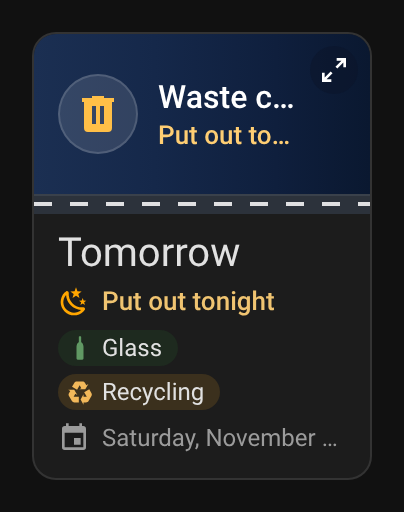 Waste c…
Put out to…
Tomorrow
Put out tonight
Glass
Recycling
Saturday, November …